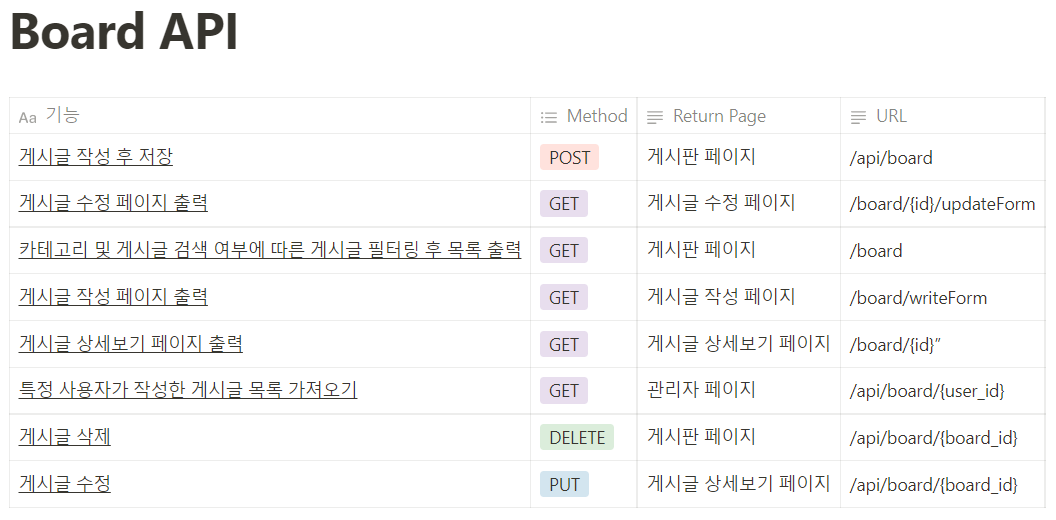 Board API
Aa 기능 Method Return Page URL
게시글 작성 후 저장 POST 게시판 페이지 /api/board
게시글 수정 페이지 출력 GET 게시글 수정 페이지 /board/{id}/updateForm
카테고리 및 게시글 검색 여부에 따른 게시글 필터링 후 목록 출력 GET 게시판 페이지 /board
게시글 작성 페이지 출력 GET 게시글 작성 페이지 /board/writeForm
게시글 상세보기 페이지 출력 GET 게시글 상세보기 페이지 /board/{id}”
특정 사용자가 작성한 게시글 목록 가져오기 GET 관리자 페이지 /api/board/{user_id}
게시글 삭제 DELETE 게시판 페이지 /api/board/{board_id}
게시글 수정 PUT 게시글 상세보기 페이지 /api/board/{board_id}